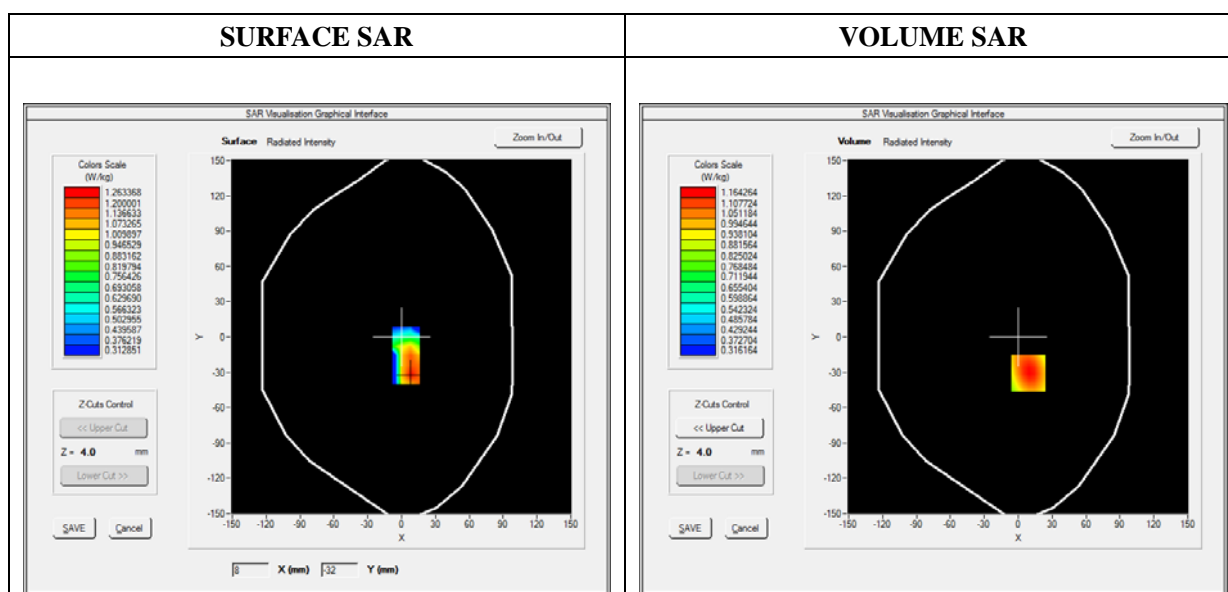 SURFACE SAR
VOLUME SAR
SAR Visualisation Graphical Interface
Surface Radiated Intensity
Zoom In/Out
Colors Scale
(W/kg)
1.263368
1.200001
1.136633
1.073265
1.009897
0.946529
0.883162
0.819794
0.756426
0.693058
0.629690
0.566323
0.502955
0.439587
0.376219
0.312851
Z-Cuts Control
<< Upper Cut
Z = 4.0 mm
Lower Cut >>
SAVE Cancel
150
120
90
60
30
0
-30
-60
-90
-120
-150
Y
-150 -120 -90 -60 -30 0 30 60 90 120 150
X
8 X (mm) -32 Y (mm)
SAR Visualisation Graphical Interface
Volume Radiated Intensity
Zoom In/Out
Colors Scale
(W/kg)
1.164264
1.107724
1.051184
0.994644
0.938104
0.881564
0.825024
0.768484
0.711944
0.655404
0.598864
0.542324
0.485784
0.429244
0.372704
0.316164
Z-Cuts Control
<< Upper Cut
Z = 4.0 mm
Lower Cut >>
SAVE Cancel
150
120
90
60
30
0
-30
-60
-90
-120
-150
Y
-150 -120 -90 -60 -30 0 30 60 90 120 150
X